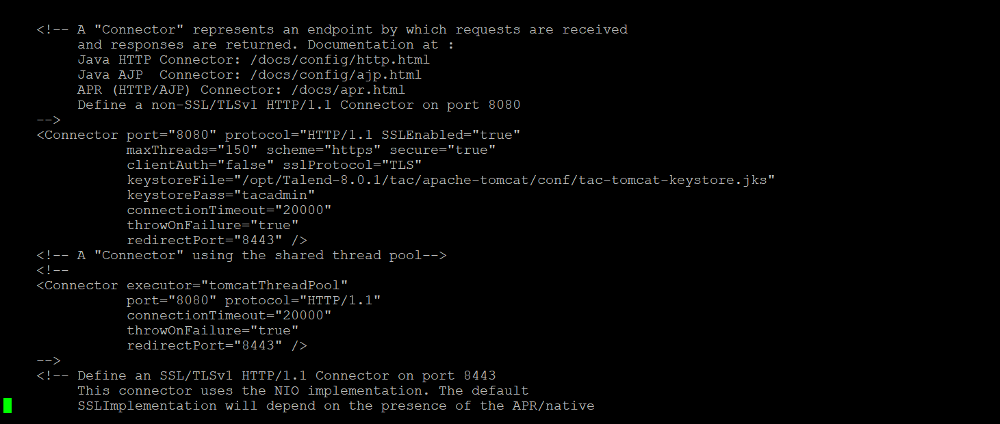 <!-- A "Connector" represents an endpoint by which requests are received
and responses are returned. Documentation at :
Java HTTP Connector: /docs/config/http.html
Java AJP  Connector: /docs/config/ajp.html
APR (HTTP/AJP) Connector: /docs/apr.html
Define a non-SSL/TLSv1 HTTP/1.1 Connector on port 8080
-->
<Connector port="8080" protocol="HTTP/1.1 SSLEnabled="true"
maxThreads="150" scheme="https" secure="true"
clientAuth="false" sslProtocol="TLS"
keystoreFile="/opt/Talend-8.0.1/tac/apache-tomcat/conf/tac-tomcat-keystore.jks"
keystorePass="tacadmin"
connectionTimeout="20000"
throwOnFailure="true"
redirectPort="8443" />
<!-- A "Connector" using the shared thread pool-->
<!--
<Connector executor="tomcatThreadPool"
port="8080" protocol="HTTP/1.1"
connectionTimeout="20000"
throwOnFailure="true"
redirectPort="8443" />
-->
<!-- Define an SSL/TLSv1 HTTP/1.1 Connector on port 8443
This connector uses the NIO implementation. The default
SSLImplementation will depend on the presence of the APR/native